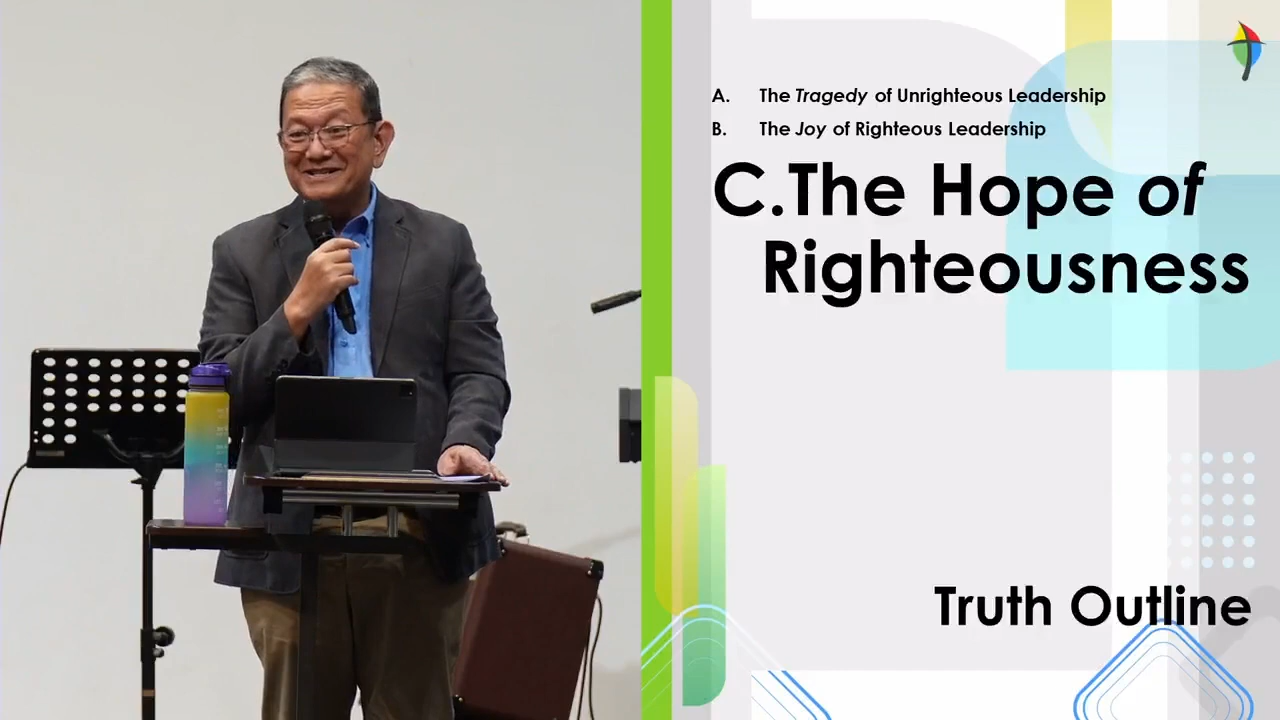 A. The Tragedy of Unrighteous Leadership
B. The Joy of Righteous Leadership
C.The Hope of
Righteousness
Truth Outline